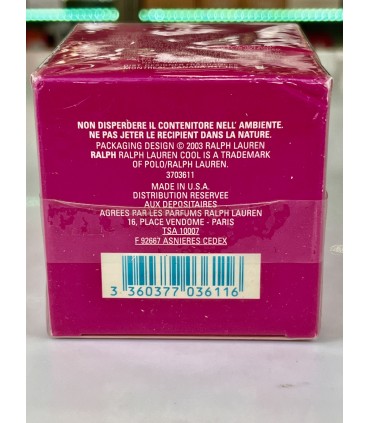 NON DISPERDERE IL CONTENITORE NELL' AMBIENTE.
NE PAS JETER LE RECIPIENT DANS LA NATURE.
PACKAGING DESIGN © 2003 RALPH LAUREN
RALPH RALPH LAUREN COOL IS A TRADEMARK
OF POLO/RALPH LAUREN.
3703611
MADE IN U.S.A.
DISTRIBUTION RESERVEE
AUX DEPOSITAIRES
AGREES PAR LES PARFUMS RALPH LAUREN
16, PLACE VENDOME - PARIS
TSA 10007
F 92667 ASNIERES CEDEX
3 360377 036116